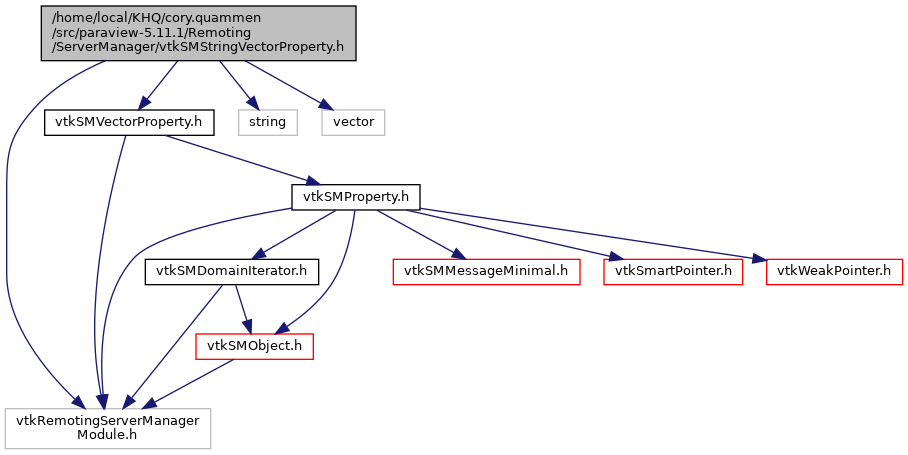 /home/local/KHQ/cory.quammen
/src/paraview-5.11.1/Remoting
/ServerManager/vtkSMStringVectorProperty.h
vtkSMVectorProperty.h
string
vector
vtkSMProperty.h
vtkSMDomainIterator.h
vtkSMMessageMinimal.h
vtkSmartPointer.h
vtkWeakPointer.h
vtkSMObject.h
vtkRemotingServerManager
Module.h